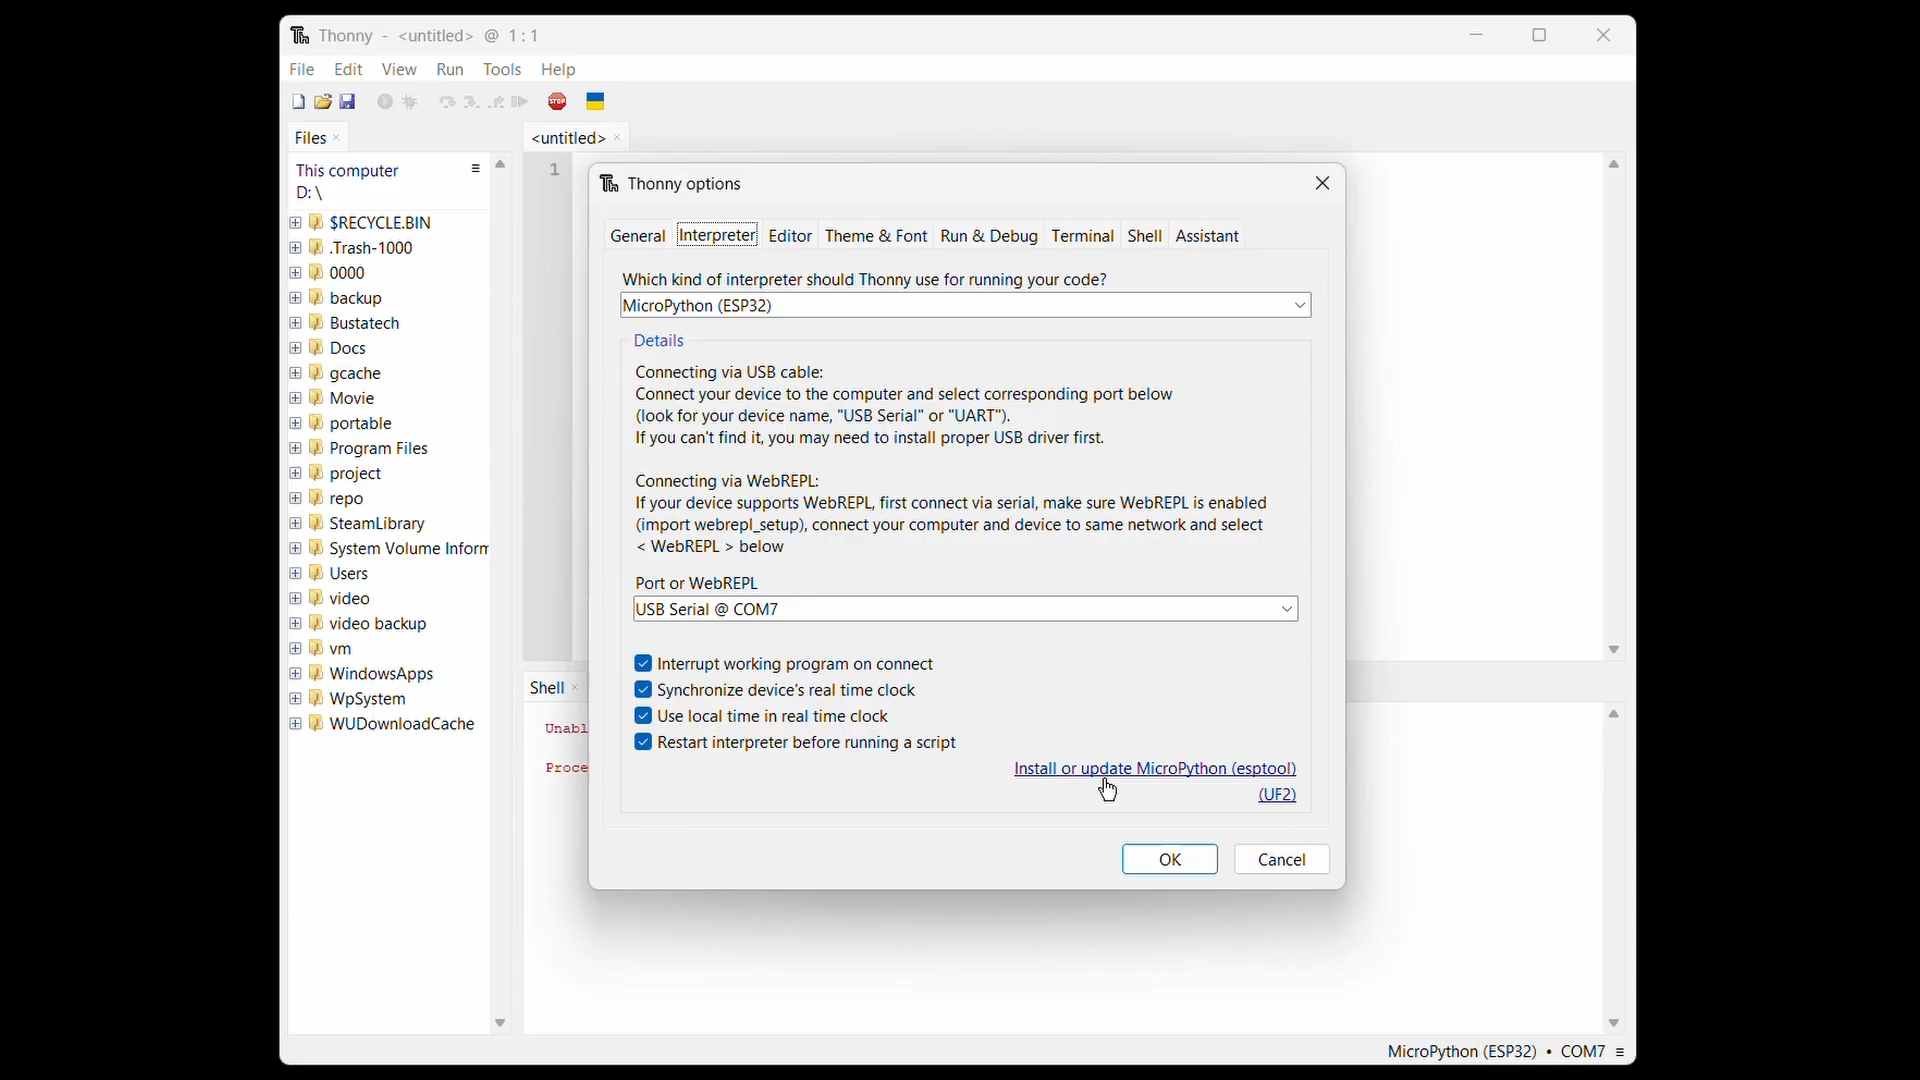 Thonny - <untitled> @ 1 : 1
File Edit View Run Tools Help
STOP
Files
<untitled>
This computer
D: \
$RECYCLE.BIN
.Trash-1000
0000
backup
Bustatech
Docs
gcache
Movie
portable
Program Files
project
repo
SteamLibrary
System Volume Inform
Users
video
video backup
vm
WindowsApps
WpSystem
WUDownloadCache
1
Thonny options
General Interpreter Editor Theme & Font Run & Debug Terminal Shell Assistant
Which kind of interpreter should Thonny use for running your code?
MicroPython (ESP32)
Details
Connecting via USB cable:
Connect your device to the computer and select corresponding port below
(look for your device name, "USB Serial" or "UART").
If you can't find it, you may need to install proper USB driver first.
Connecting via WebREPL:
If your device supports WebREPL, first connect via serial, make sure WebREPL is enabled
(import webrepl_setup), connect your computer and device to same network and select
< WebREPL > below
Port or WebREPL
USB Serial @ COM7
Interrupt working program on connect
Synchronize device's real time clock
Use local time in real time clock
Restart interpreter before running a script
Install or update MicroPython (esptool)
(UF2)
OK Cancel
Shell
Unabl
Proce
MicroPython (ESP32) • COM7 ≡